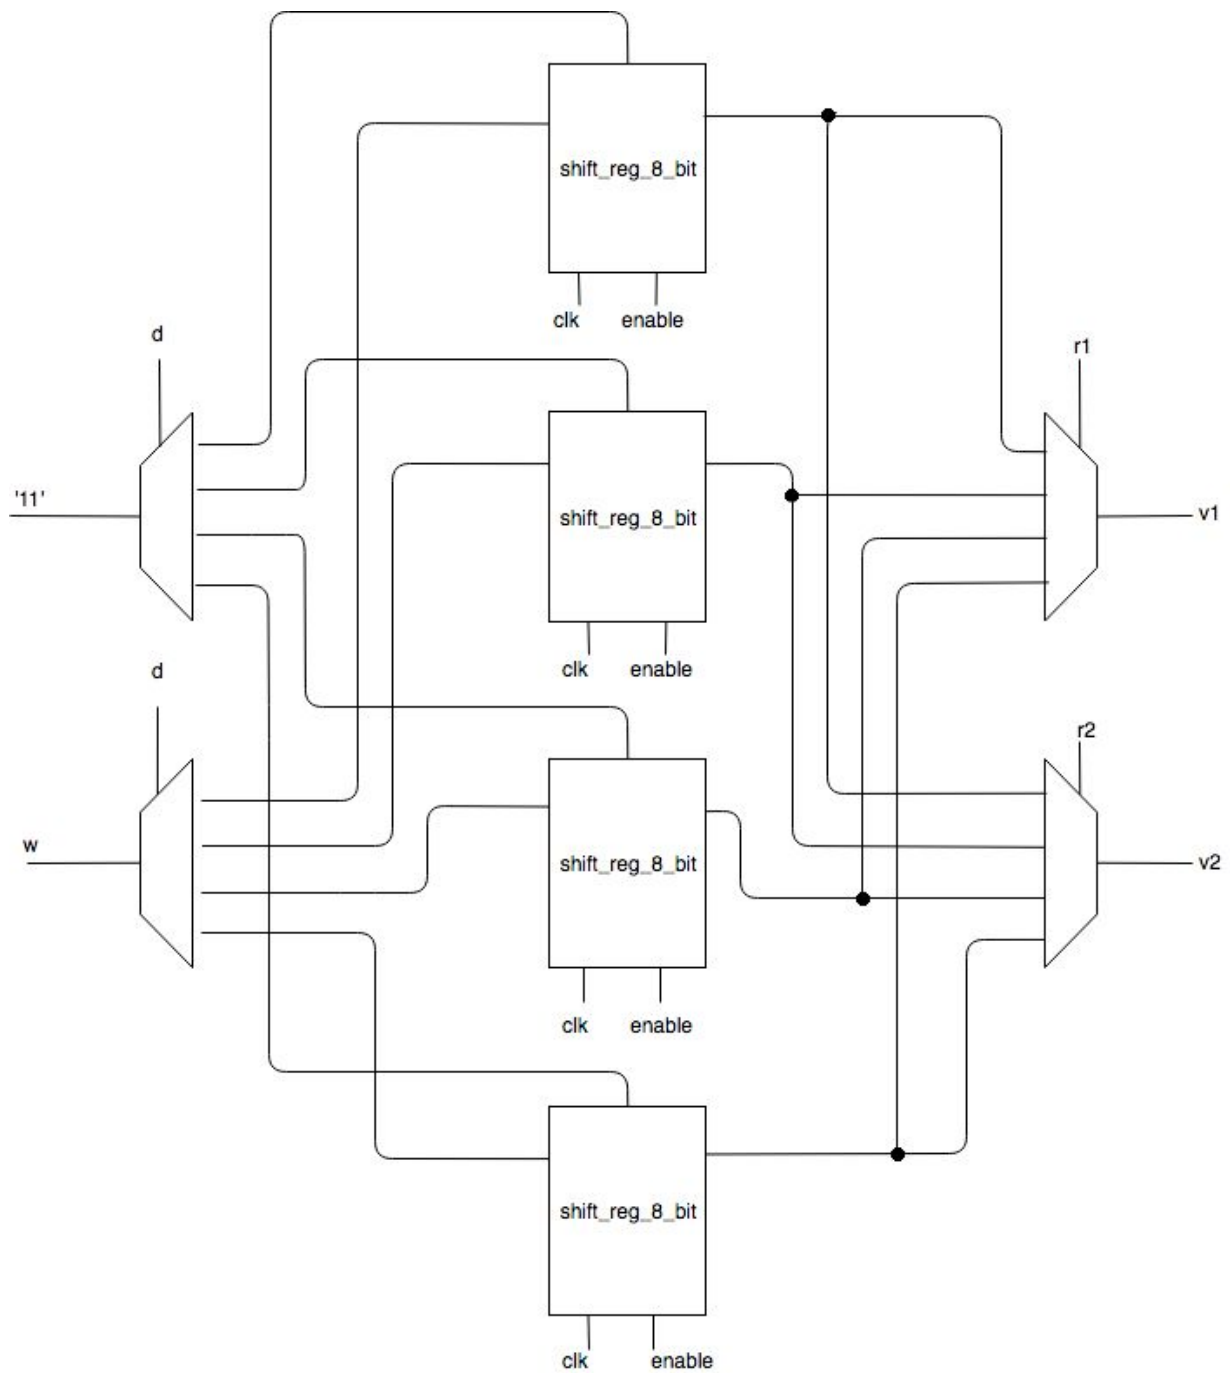 shift_reg_8_bit
clk enable
d
r1
'11'
v1
shift_reg_8_bit
clk enable
d
r2
w
v2
shift_reg_8_bit
clk enable
shift_reg_8_bit
clk enable